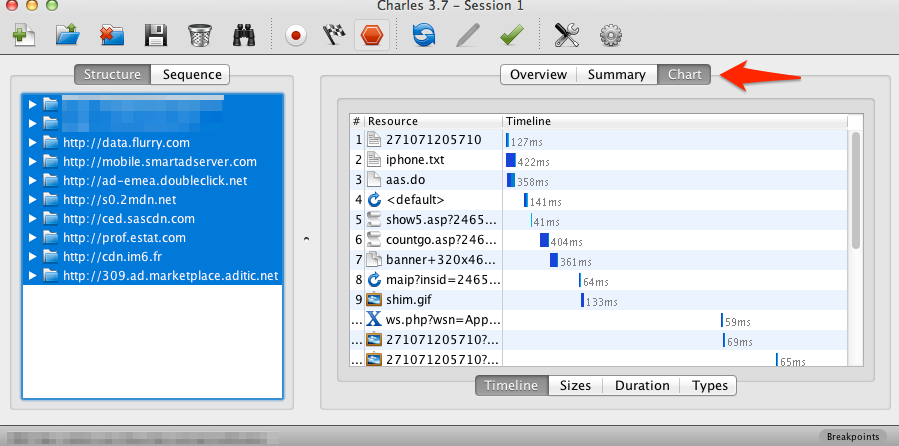 Charles 3.7 – Session 1
Structure Sequence
Overview Summary Chart
http://data.flurry.com
http://mobile.smartadserver.com
http://ad-emea.doubleclick.net
http://s0.2mdn.net
http://ced.sascdn.com
http://prof.estat.com
http://cdn.im6.fr
http://309.ad.marketplace.aditic.net
# Resource Timeline
1 271071205710 127ms
2 iphone.txt 422ms
3 aas.do 358ms
4 <default> 141ms
5 show5.asp?2465... 41ms
6 countgo.asp?246... 404ms
7 banner+320x46... 361ms
8 maip?insid=2465... 64ms
9 shim.gif 133ms
... ws.php?wsn=App... 59ms
... 271071205710?... 69ms
... 271071205710?... 65ms
Timeline Sizes Duration Types
Breakpoints